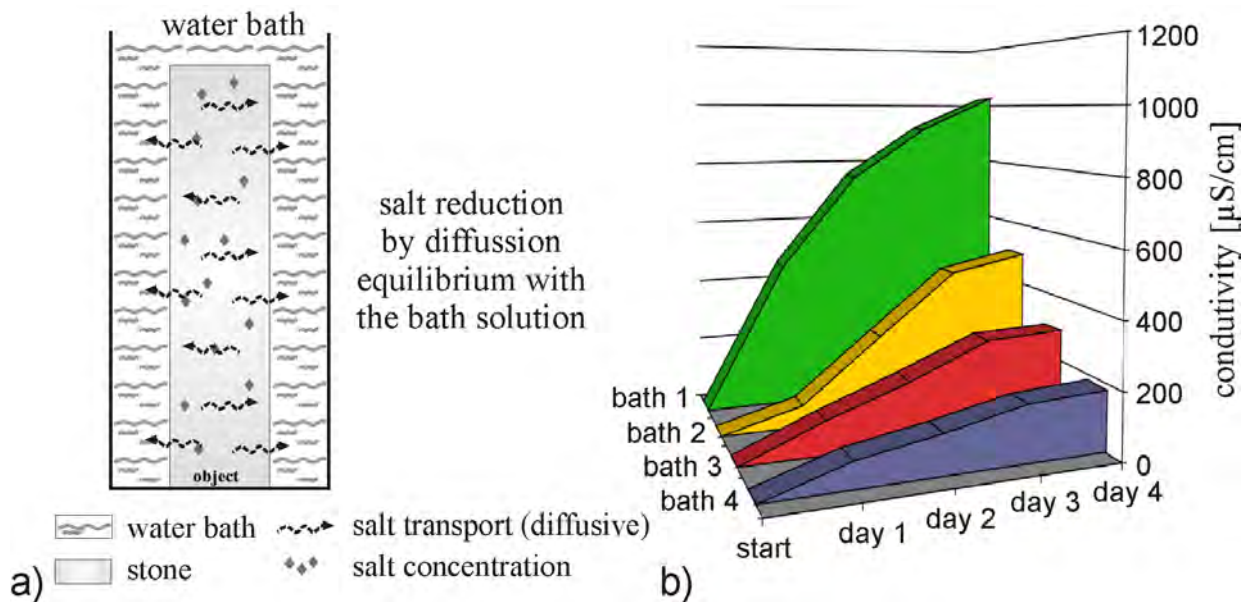 water bath
object
salt reduction
by diffussion
equilibrium with
the bath solution
water bath
salt transport (diffusive)
stone
salt concentration
a)
1200
1000
800
600
400
200
0
condutivity [µS/cm]
bath 1
bath 2
bath 3
bath 4
start
day 1
day 2
day 3
day 4
b)